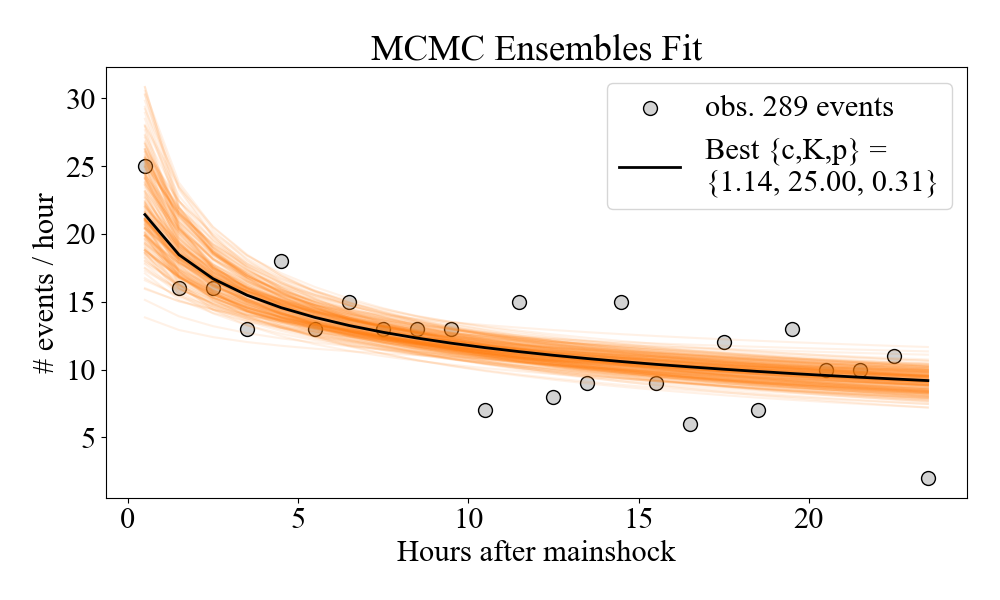 MCMC Ensembles Fit
30
25
20
15
10
5
# events / hour
obs. 289 events
Best {c,K,p} =
{1.14, 25.00, 0.31}
0 5 10 15 20
Hours after mainshock